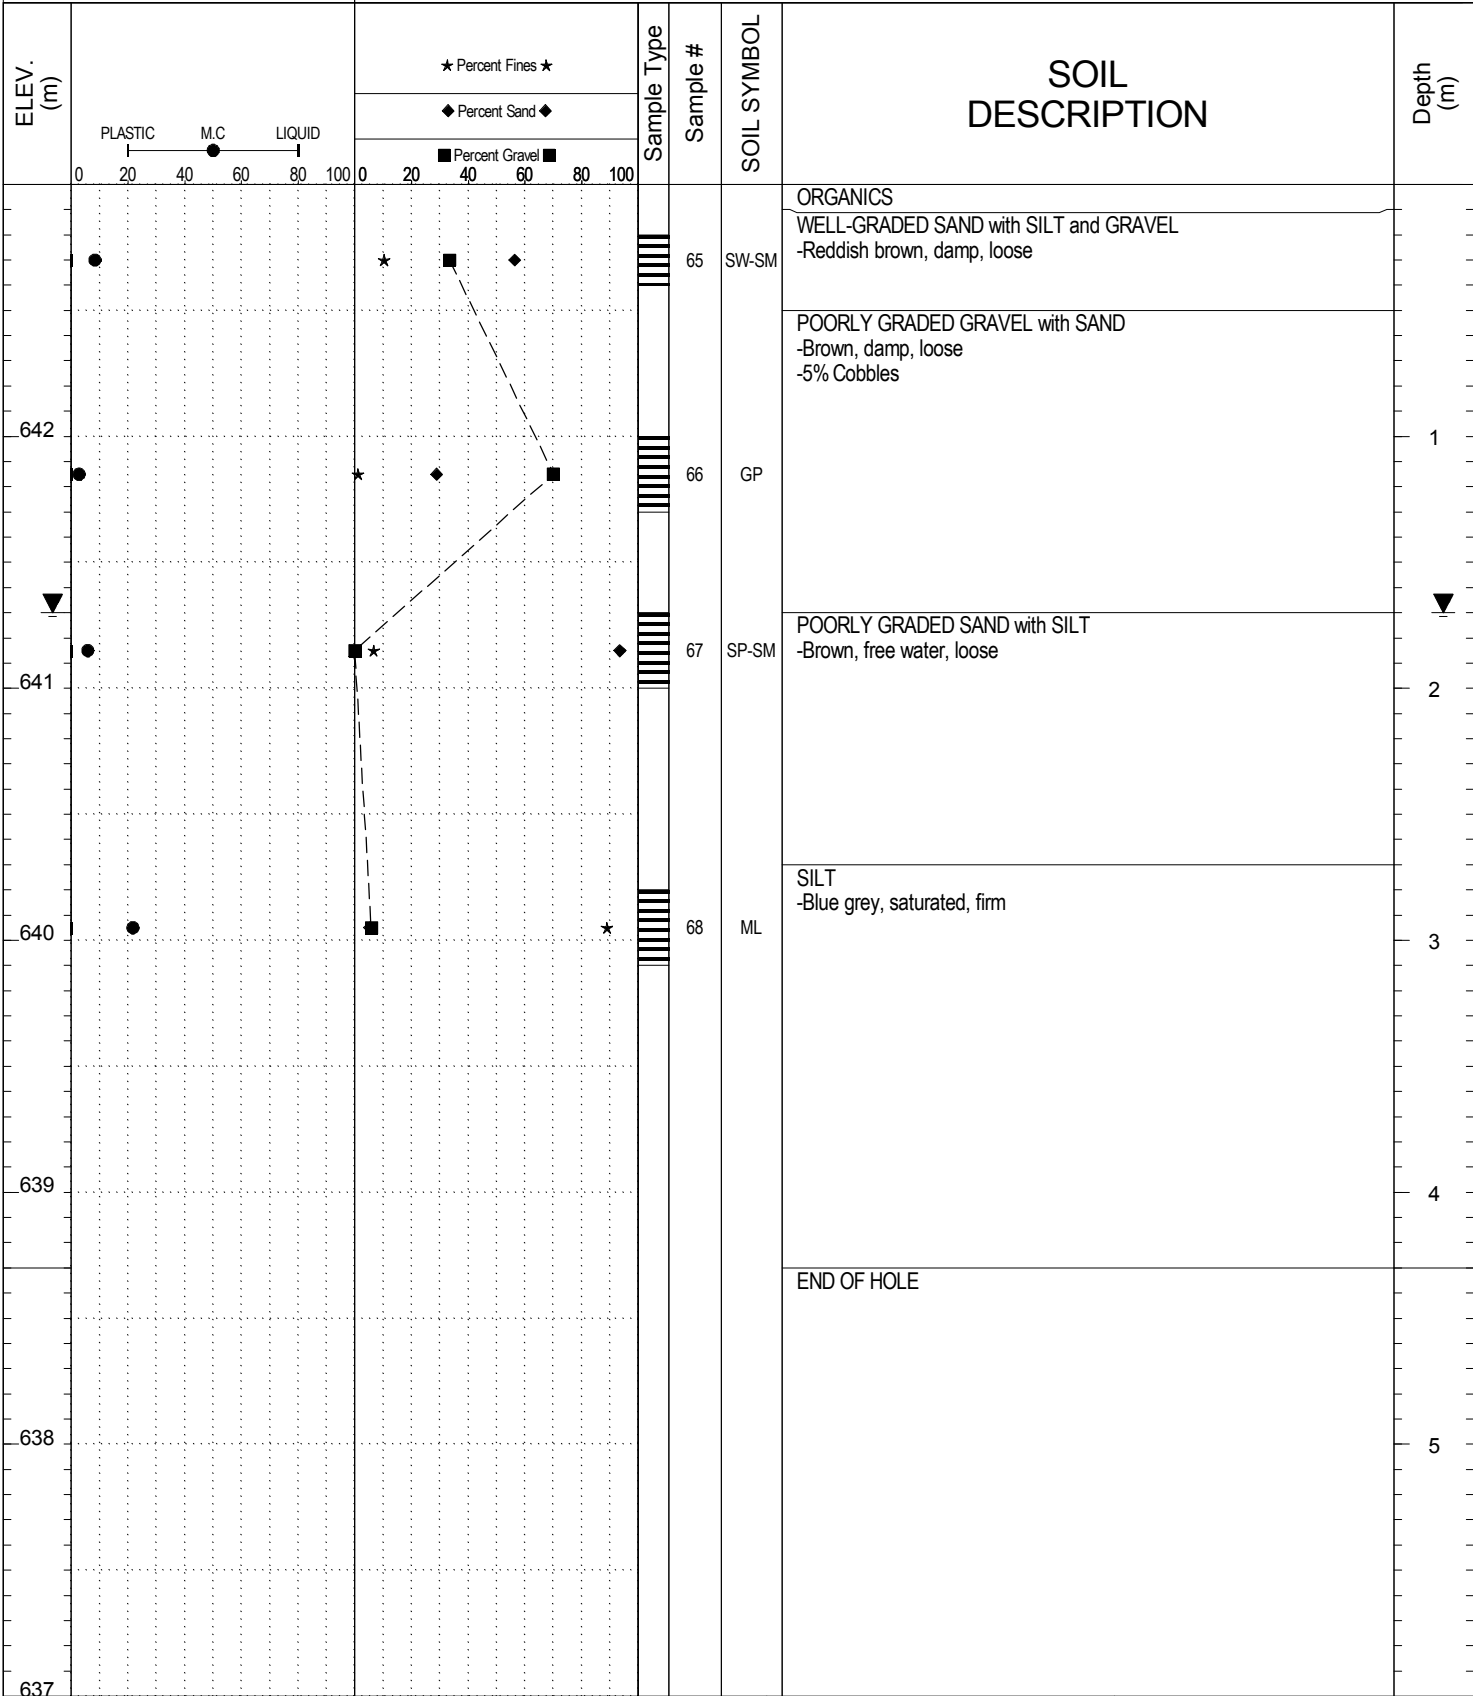 ELEV.
(m)
PLASTIC M.C LIQUID
0 20 40 60 80 100
★ Percent Fines ★
◆ Percent Sand ◆
■ Percent Gravel ■
0 20 40 60 80 100
Sample Type
Sample #
SOIL SYMBOL
SOIL
DESCRIPTION
Depth
(m)
ORGANICS
WELL-GRADED SAND with SILT and GRAVEL
65 SW-SM -Reddish brown, damp, loose
POORLY GRADED GRAVEL with SAND
-Brown, damp, loose
-5% Cobbles
642 1
66 GP
POORLY GRADED SAND with SILT
67 SP-SM -Brown, free water, loose
641 2
SILT
-Blue grey, saturated, firm
68 ML
640 3
639 4
END OF HOLE
638 5
637